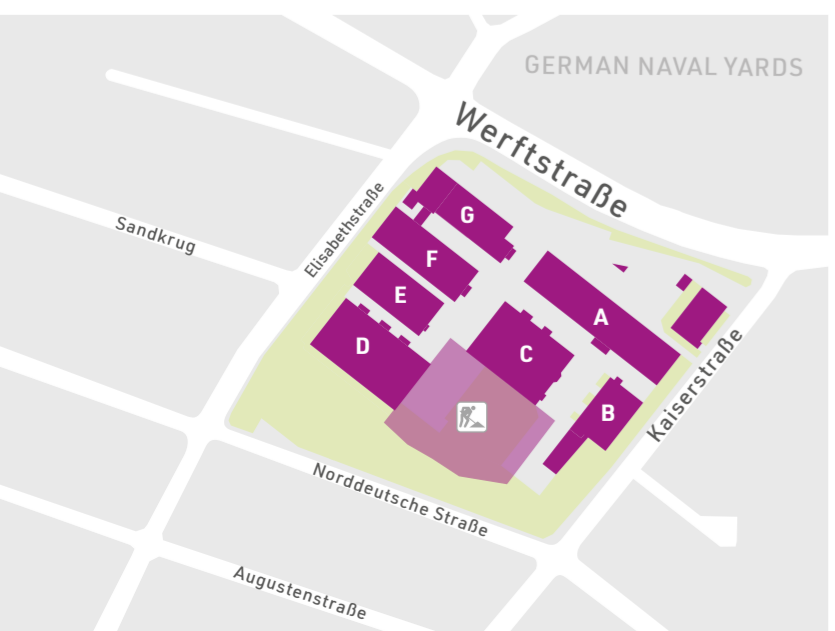 GERMAN NAVAL YARDS
Werftstraße
Sandkrug
Elisabethstraße
G
F
E
A
D
C
B
Kaiserstraße
Norddeutsche Straße
Augustenstraße